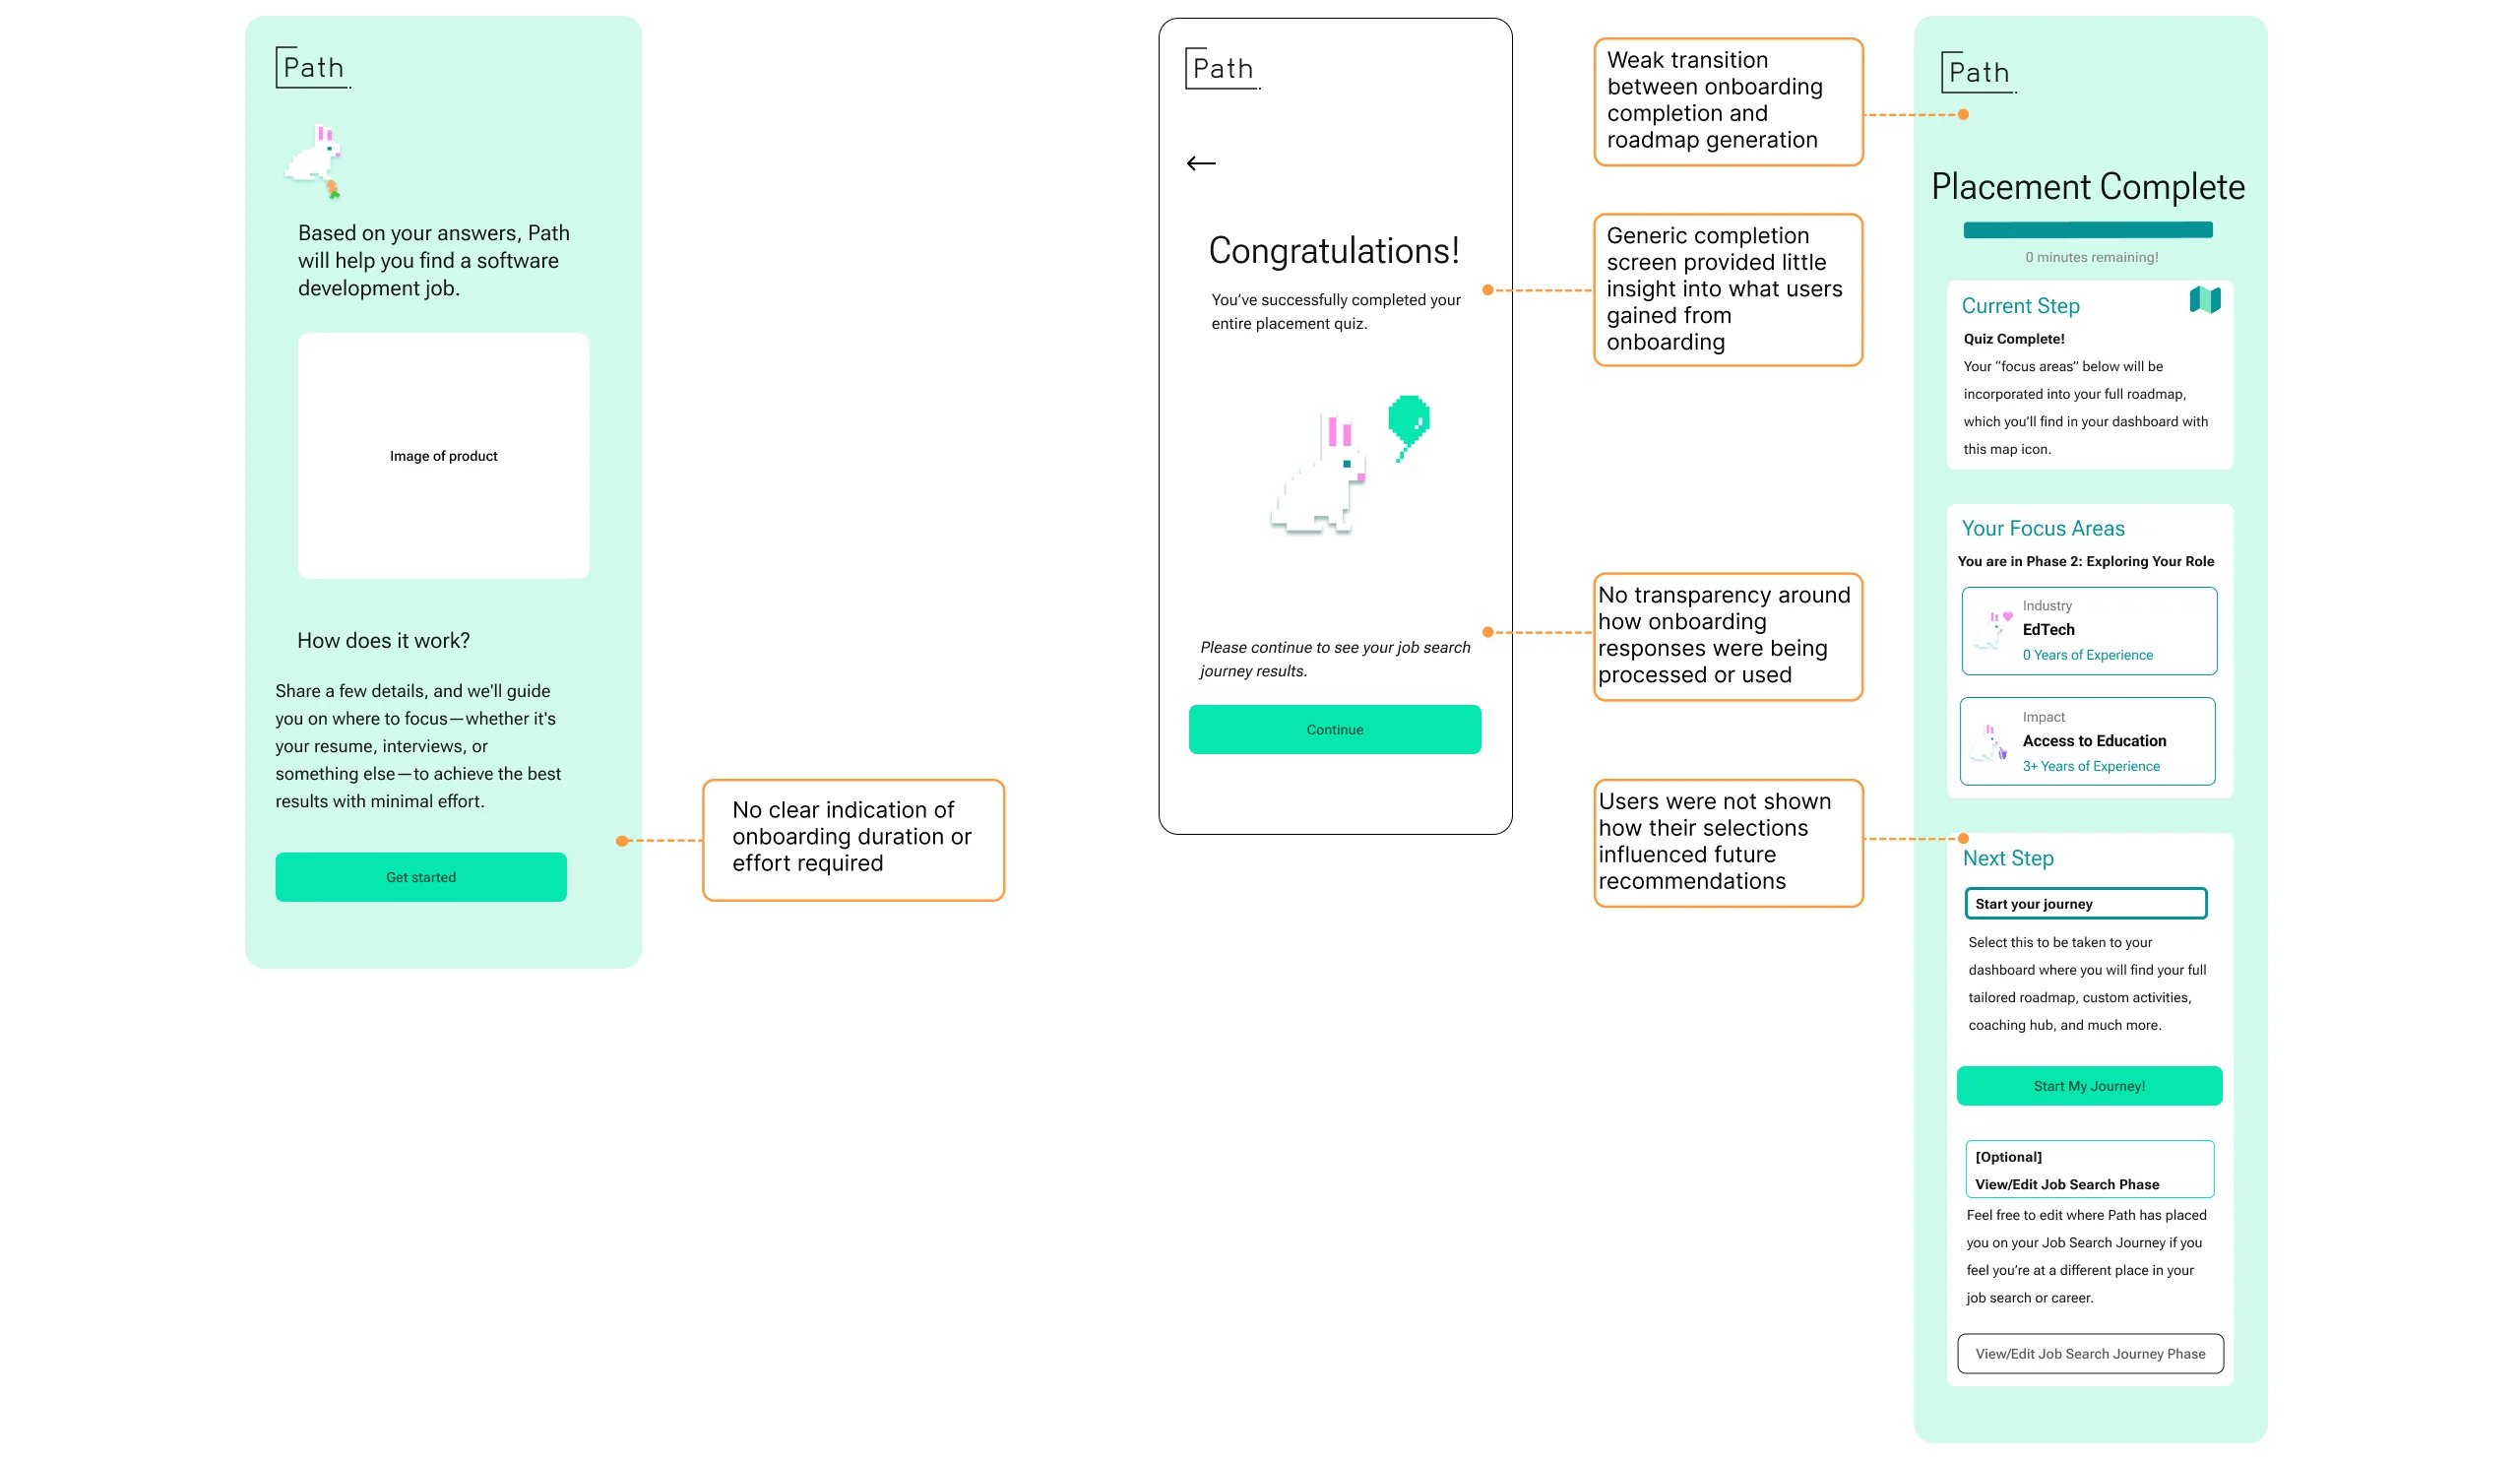 Path
Based on your answers, Path
will help you find a software
development job.
Image of product
How does it work?
Share a few details, and we'll guide
you on where to focus—whether it's
your resume, interviews, or
something else—to achieve the best
results with minimal effort.
Get started
No clear indication of
onboarding duration or
effort required
Path
Congratulations!
You’ve successfully completed your
entire placement quiz.
Please continue to see your job search
journey results.
Continue
Weak transition
between onboarding
completion and
roadmap generation
Generic completion
screen provided little
insight into what users
gained from
onboarding
No transparency around
how onboarding
responses were being
processed or used
Users were not shown
how their selections
influenced future
recommendations
Path
Placement Complete
0 minutes remaining!
Current Step
Quiz Complete!
Your “focus areas” below will be
incorporated into your full roadmap,
which you’ll find in your dashboard with
this map icon.
Your Focus Areas
You are in Phase 2: Exploring Your Role
Industry
EdTech
0 Years of Experience
Impact
Access to Education
3+ Years of Experience
Next Step
Start your journey
Select this to be taken to your
dashboard where you will find your full
tailored roadmap, custom activities,
coaching hub, and much more.
Start My Journey!
[Optional]
View/Edit Job Search Phase
Feel free to edit where Path has placed
you on your Job Search Journey if you
feel you’re at a different place in your
job search or career.
View/Edit Job Search Journey Phase